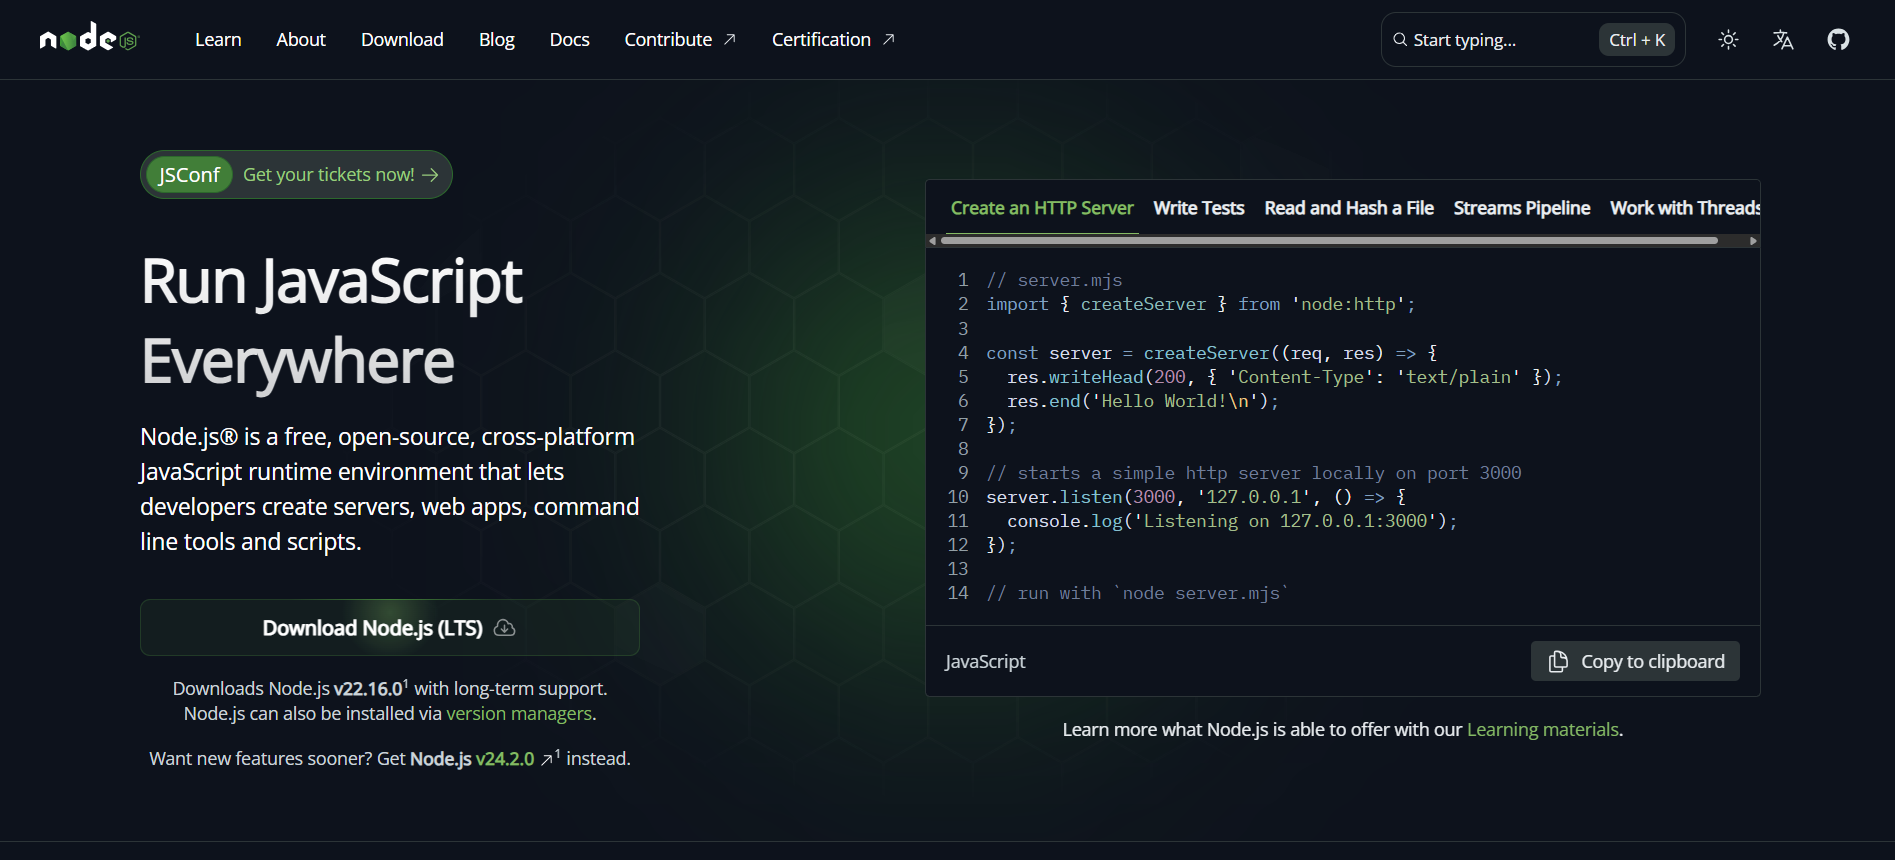 node JS
Learn About Download Blog Docs Contribute ↗ Certification ↗
Start typing... Ctrl + K
JSConf Get your tickets now! →
Run JavaScript
Everywhere
Node.js® is a free, open-source, cross-platform
JavaScript runtime environment that lets
developers create servers, web apps, command
line tools and scripts.
Download Node.js (LTS)
Downloads Node.js v22.16.0¹ with long-term support.
Node.js can also be installed via version managers.
Want new features sooner? Get Node.js v24.2.0 ↗¹ instead.
Create an HTTP Server Write Tests Read and Hash a File Streams Pipeline Work with Threads
1 // server.mjs
2 import { createServer } from 'node:http';
3
4 const server = createServer((req, res) => {
5   res.writeHead(200, { 'Content-Type': 'text/plain' });
6   res.end('Hello World!\n');
7 });
8
9 // starts a simple http server locally on port 3000
10 server.listen(3000, '127.0.0.1', () => {
11   console.log('Listening on 127.0.0.1:3000');
12 });
13
14 // run with `node server.mjs`
JavaScript
Copy to clipboard
Learn more what Node.js is able to offer with our Learning materials.